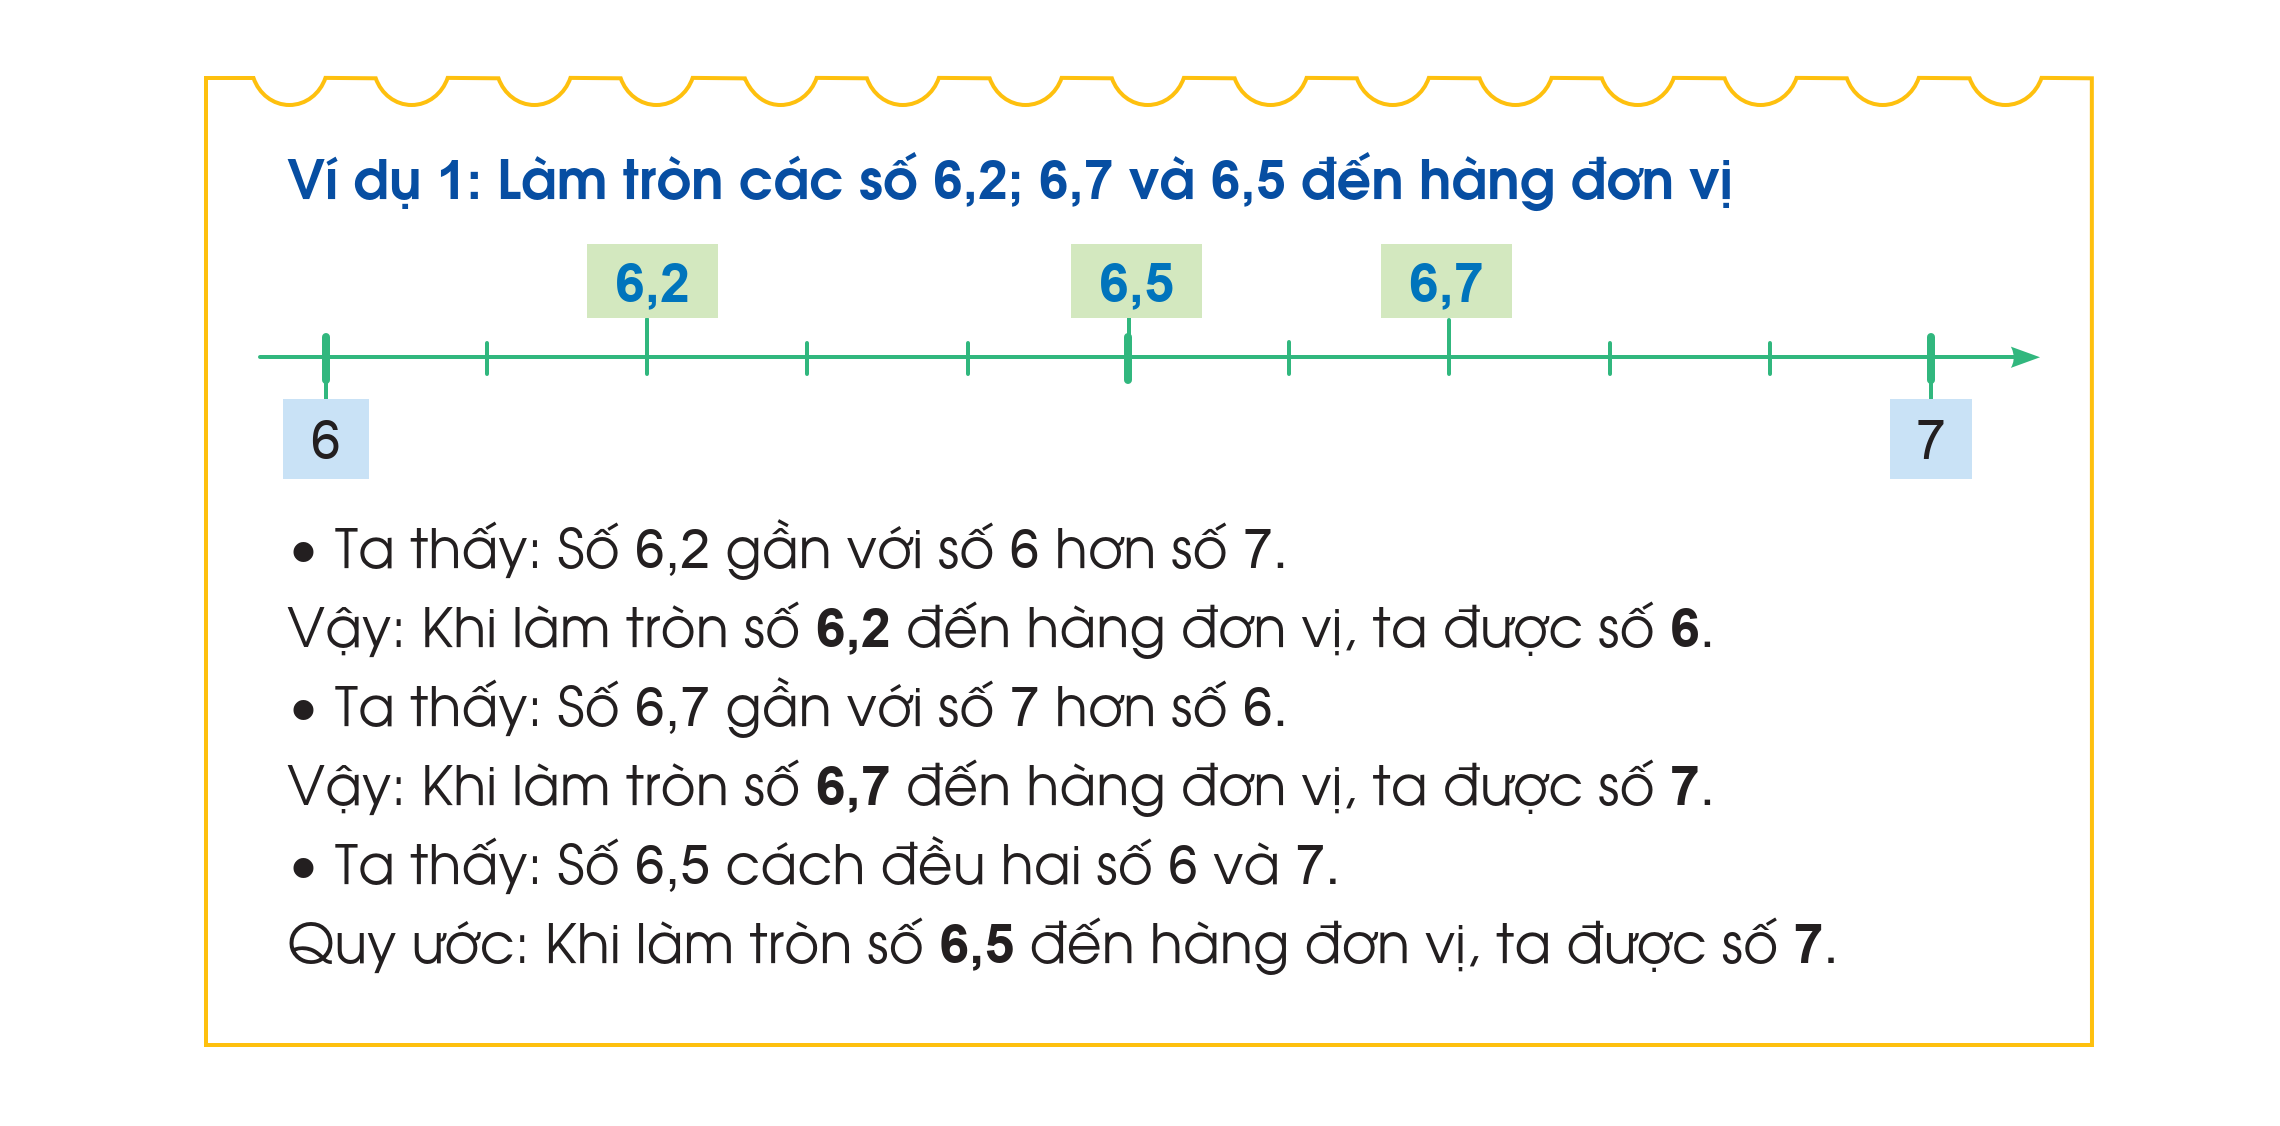 Ví dụ 1: Làm tròn các số 6,2; 6,7 và 6,5 đến hàng đơn vị
6,2 6,5 6,7
6 7
• Ta thấy: Số 6,2 gần với số 6 hơn số 7.
Vậy: Khi làm tròn số 6,2 đến hàng đơn vị, ta được số 6.
• Ta thấy: Số 6,7 gần với số 7 hơn số 6.
Vậy: Khi làm tròn số 6,7 đến hàng đơn vị, ta được số 7.
• Ta thấy: Số 6,5 cách đều hai số 6 và 7.
Quy ước: Khi làm tròn số 6,5 đến hàng đơn vị, ta được số 7.